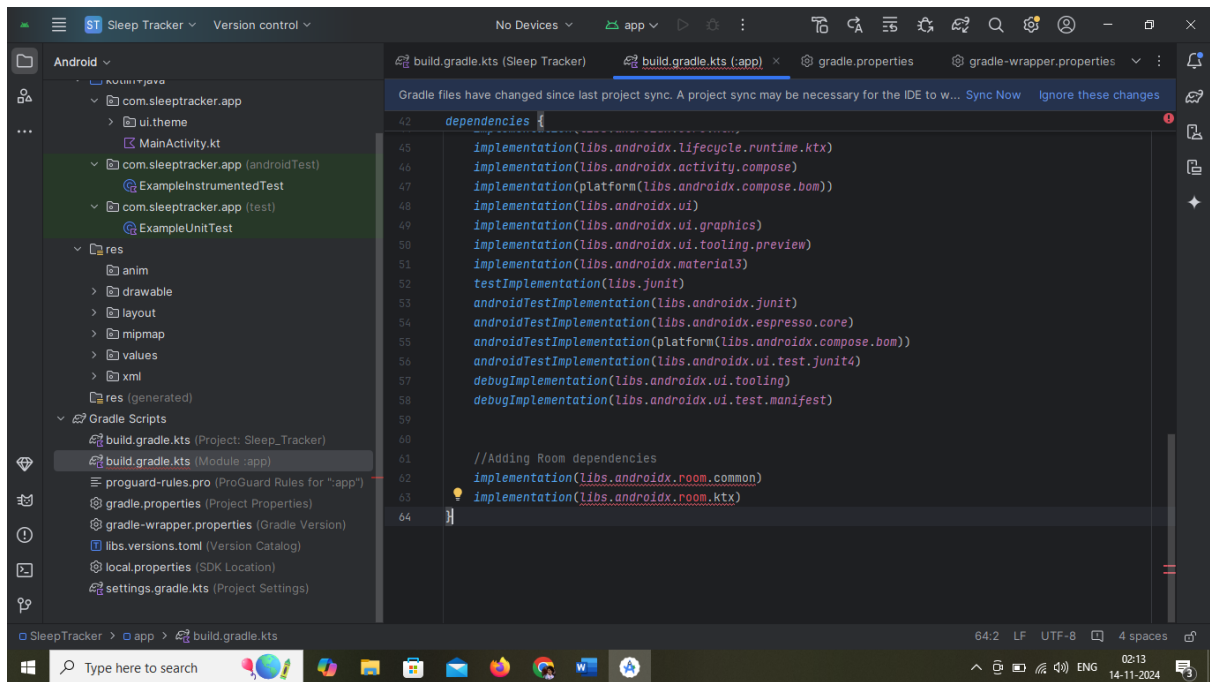 ST Sleep Tracker Version control No Devices app
Android
build.gradle.kts (Sleep Tracker) build.gradle.kts (:app) gradle.properties gradle-wrapper.properties
Gradle files have changed since last project sync. A project sync may be necessary for the IDE to w... Sync Now Ignore these changes
kotlin+java
com.sleeptracker.app
ui.theme
MainActivity.kt
com.sleeptracker.app (androidTest)
ExampleInstrumentedTest
com.sleeptracker.app (test)
ExampleUnitTest
res
anim
drawable
layout
mipmap
values
xml
res (generated)
Gradle Scripts
build.gradle.kts (Project: Sleep_Tracker)
build.gradle.kts (Module :app)
proguard-rules.pro (ProGuard Rules for ":app")
gradle.properties (Project Properties)
gradle-wrapper.properties (Gradle Version)
libs.versions.toml (Version Catalog)
local.properties (SDK Location)
settings.gradle.kts (Project Settings)
42 dependencies {
45 implementation(libs.androidx.lifecycle.runtime.ktx)
46 implementation(libs.androidx.activity.compose)
47 implementation(platform(libs.androidx.compose.bom))
48 implementation(libs.androidx.ui)
49 implementation(libs.androidx.ui.graphics)
50 implementation(libs.androidx.ui.tooling.preview)
51 implementation(libs.androidx.material3)
52 testImplementation(libs.junit)
53 androidTestImplementation(libs.androidx.junit)
54 androidTestImplementation(libs.androidx.espresso.core)
55 androidTestImplementation(platform(libs.androidx.compose.bom))
56 androidTestImplementation(libs.androidx.ui.test.junit4)
57 debugImplementation(libs.androidx.ui.tooling)
58 debugImplementation(libs.androidx.ui.test.manifest)
59
60
61 //Adding Room dependencies
62 implementation(libs.androidx.room.common)
63 implementation(libs.androidx.room.ktx)
64 }
SleepTracker > app > build.gradle.kts 64:2 LF UTF-8 4 spaces
Type here to search ENG 02:13
14-11-2024 3